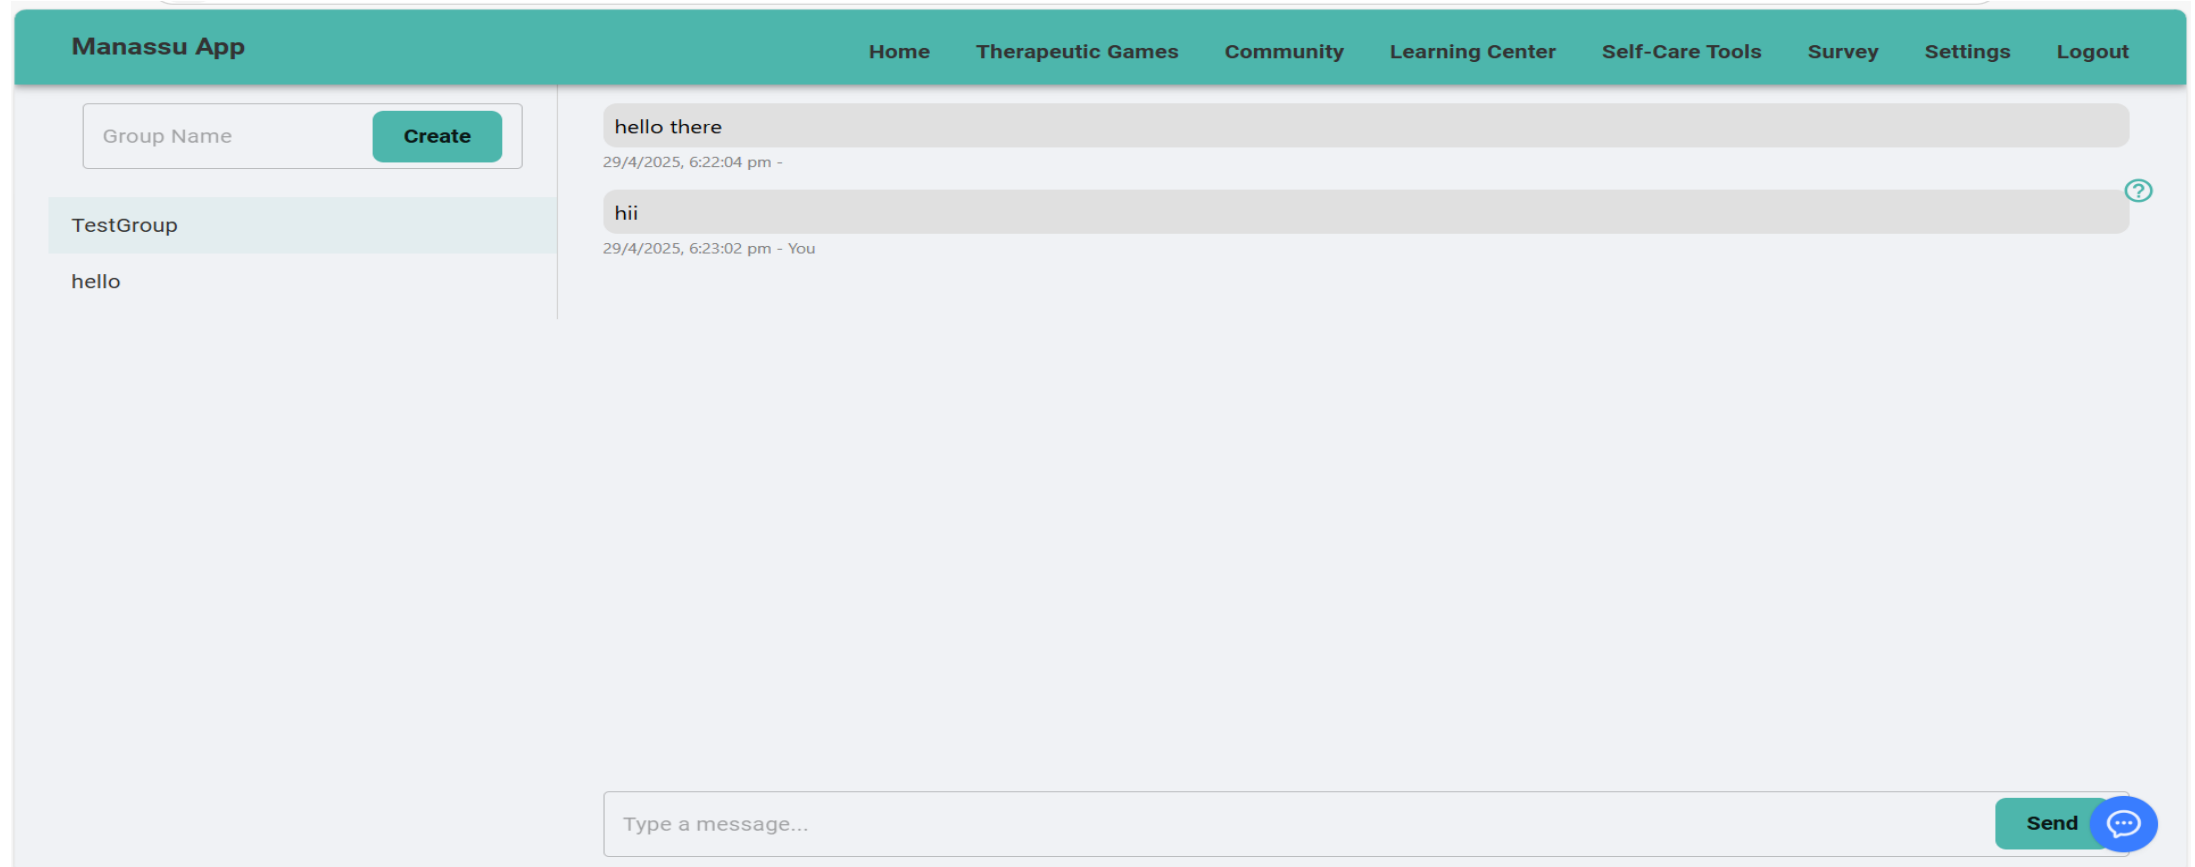 Manassu App
Home Therapeutic Games Community Learning Center Self-Care Tools Survey Settings Logout
Group Name Create
TestGroup
hello
hello there
29/4/2025, 6:22:04 pm -
hii
29/4/2025, 6:23:02 pm - You
Type a message... Send